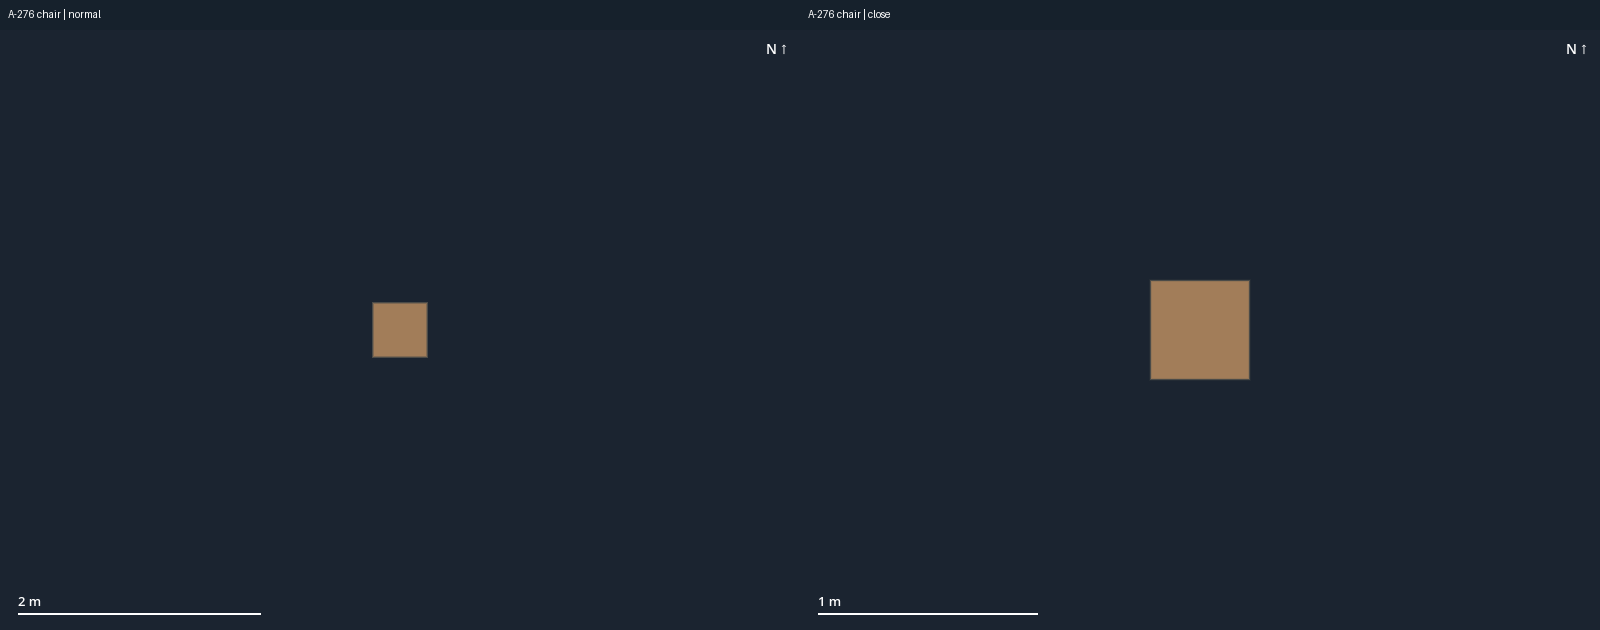 A-276 chair | normal
A-276 chair | close
N ↑
N ↑
2 m
1 m